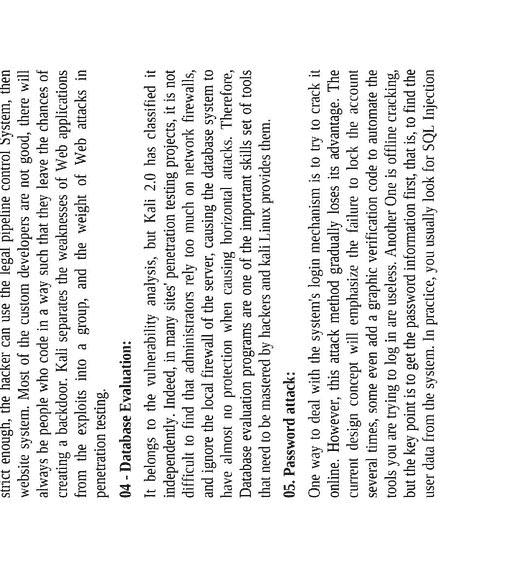 strict enough, the hacker can use the legal pipeline control System, then
website system. Most of the custom developers are not good, there will
always be people who code in a way such that they leave the chances of
creating a backdoor. Kali separates the weaknesses of Web applications
from the exploits into a group, and the weight of Web attacks in
penetration testing.
04 - Database Evaluation:
It belongs to the vulnerability analysis, but Kali 2.0 has classified it
independently. Indeed, in many sites' penetration testing projects, it is not
difficult to find that administrators rely too much on network firewalls,
and ignore the local firewall of the server, causing the database system to
have almost no protection when causing horizontal attacks. Therefore,
Database evaluation programs are one of the important skills set of tools
that need to be mastered by hackers and kali Linux provides them.
05. Password attack:
One way to deal with the system's login mechanism is to try to crack it
online. However, this attack method gradually loses its advantage. The
current design concept will emphasize the failure to lock the account
several times, some even add a graphic verification code to automate the
tools you are trying to log in are useless. Another One is offline cracking,
but the key point is to get the password information first, that is, to find the
user data from the system. In practice, you usually look for SQL Injection